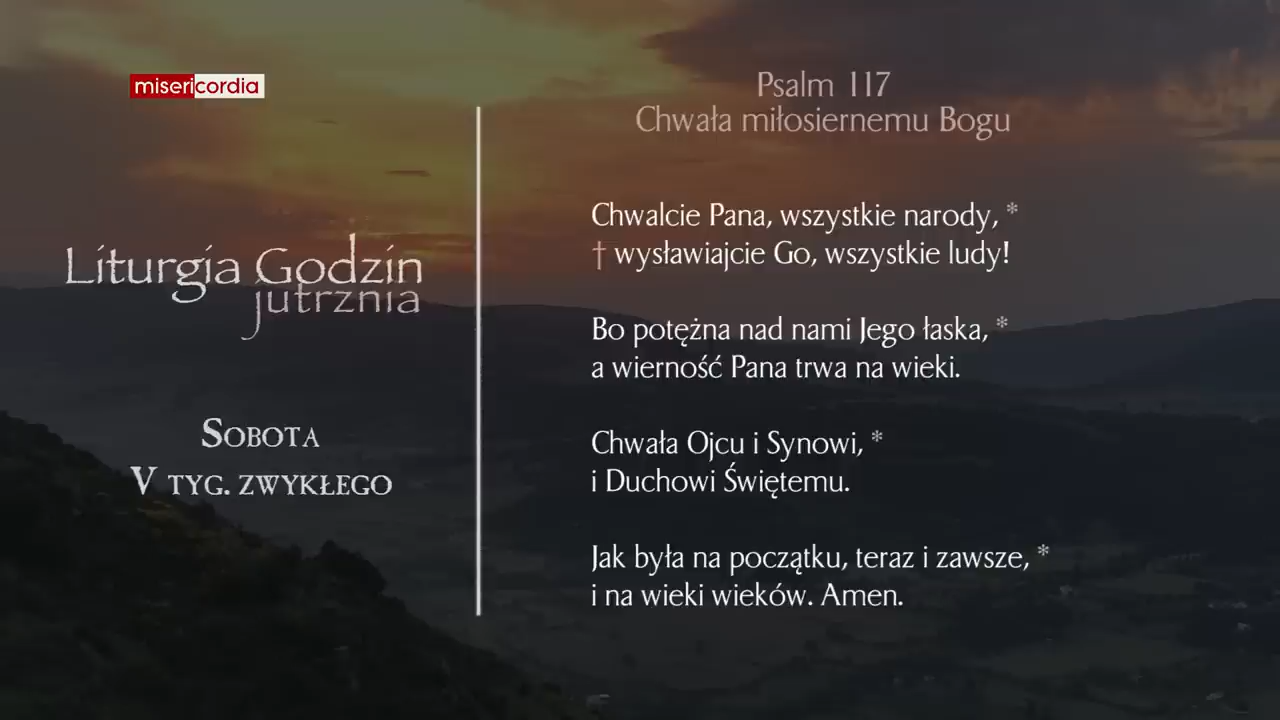 misericordia
Liturgia Godzin
jutrznia
Sobota
V tyg. zwykłego
Psalm 117
Chwała miłosiernemu Bogu
Chwalcie Pana, wszystkie narody, *
† wysławiajcie Go, wszystkie ludy!
Bo potężna nad nami Jego łaska, *
a wierność Pana trwa na wieki.
Chwała Ojcu i Synowi, *
i Duchowi Świętemu.
Jak była na początku, teraz i zawsze, *
i na wieki wieków. Amen.